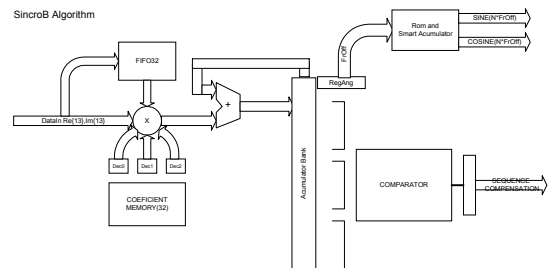 SincroB Algorithm
SINE(N*FrOff)
Rom and
Smart Acumulator
COSINE(N*FrOff)
FrOff
FIFO32
RegAng
+
DataIn Re{13},Im{13}
X
Dec0
Dec1
Dec2
Acumulator Bank
COMPARATOR
SEQUENCE
COMPENSATION
COEFICIENT
MEMORY(32)